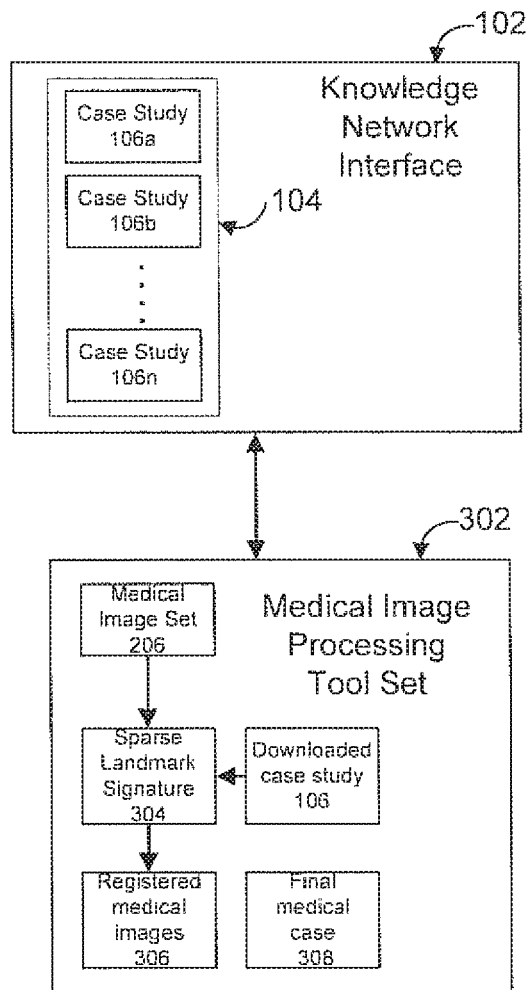 102
Knowledge
Network
Interface
Case Study
106a
Case Study
106b
104
Case Study
106n
302
Medical Image
Processing
Tool Set
Medical
Image Set
206
Sparse
Landmark
Signature
304
Downloaded
case study
106
Registered
medical
images
306
Final
medical
case
308